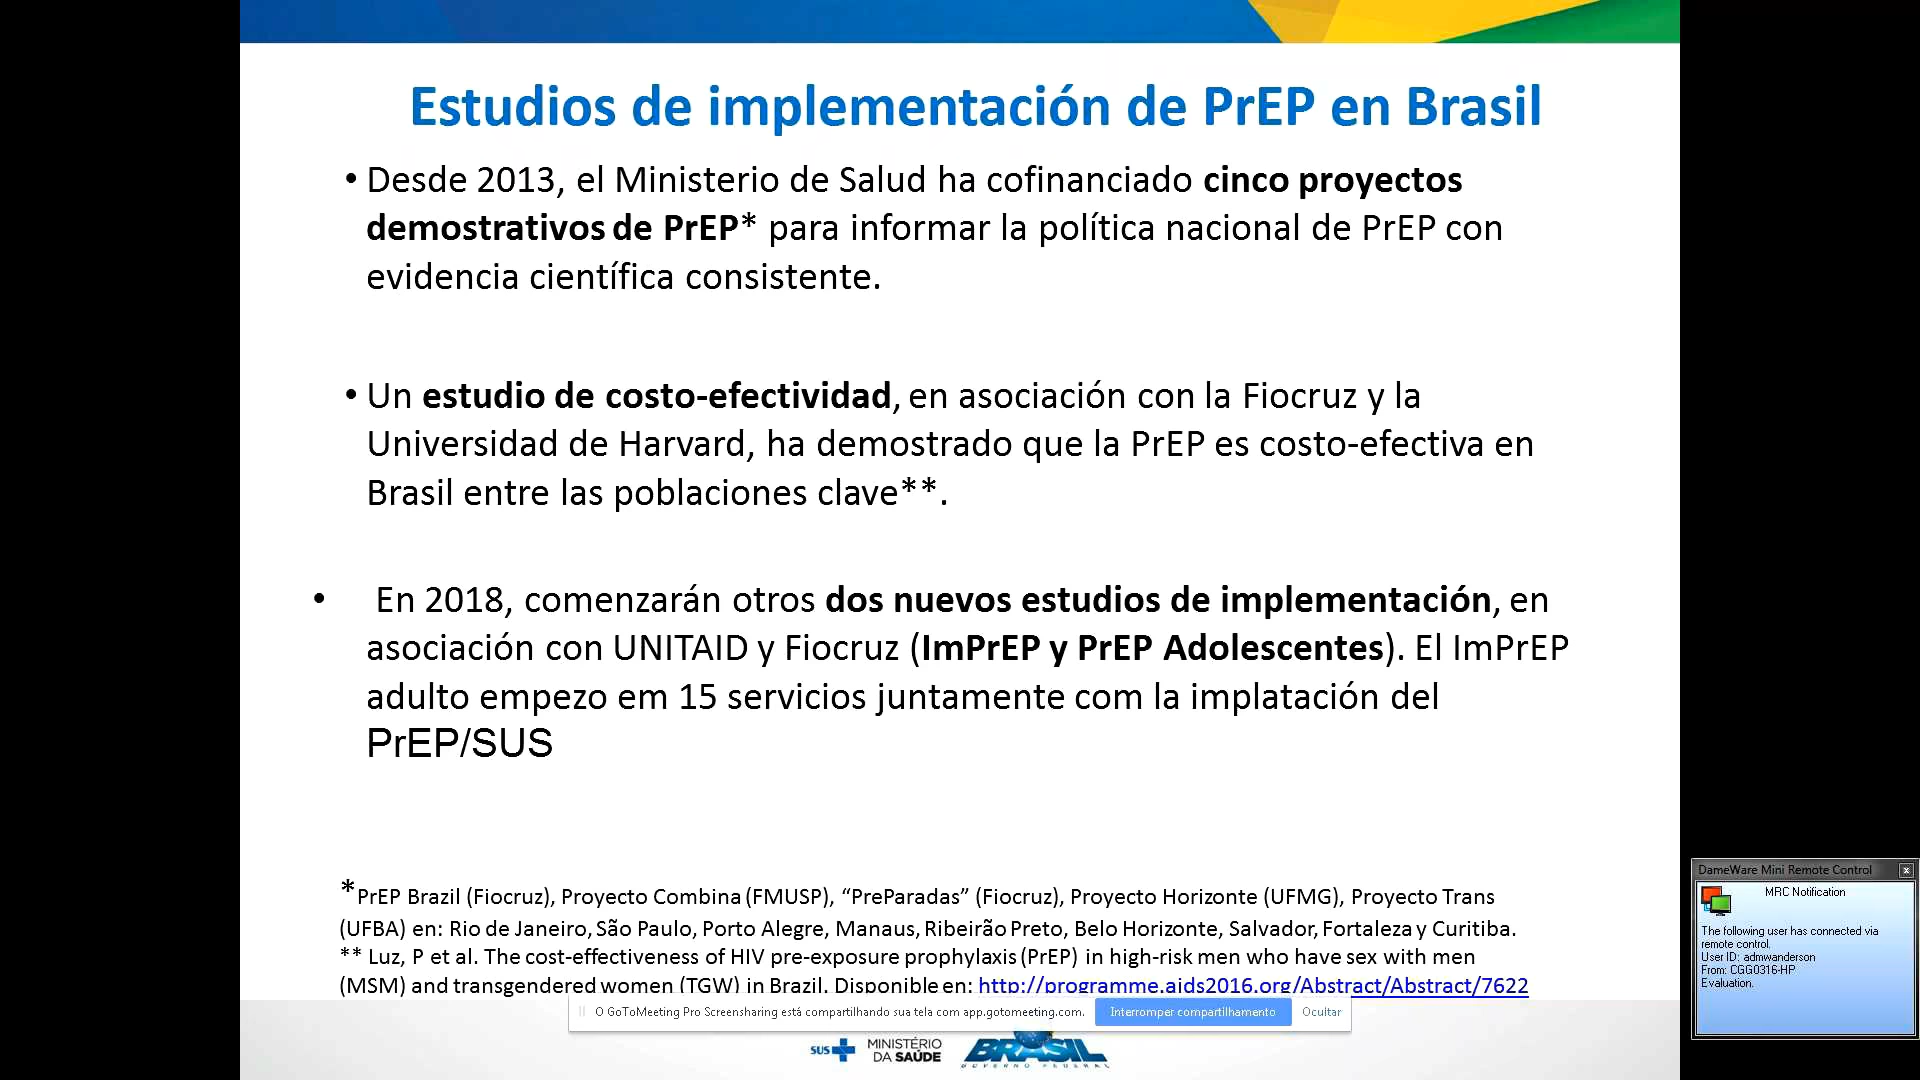 Estudios de implementación de PrEP en Brasil
• Desde 2013, el Ministerio de Salud ha cofinanciado cinco proyectos
demostrativos de PrEP* para informar la política nacional de PrEP con
evidencia científica consistente.
• Un estudio de costo-efectividad, en asociación con la Fiocruz y la
Universidad de Harvard, ha demostrado que la PrEP es costo-efectiva en
Brasil entre las poblaciones clave**.
• En 2018, comenzarán otros dos nuevos estudios de implementación, en
asociación con UNITAID y Fiocruz (ImPrEP y PrEP Adolescentes). El ImPrEP
adulto empezo em 15 servicios juntamente com la implatación del
PrEP/SUS
*PrEP Brazil (Fiocruz), Proyecto Combina (FMUSP), “PreParadas” (Fiocruz), Proyecto Horizonte (UFMG), Proyecto Trans
(UFBA) en: Rio de Janeiro, São Paulo, Porto Alegre, Manaus, Ribeirão Preto, Belo Horizonte, Salvador, Fortaleza y Curitiba.
** Luz, P et al. The cost-effectiveness of HIV pre-exposure prophylaxis (PrEP) in high-risk men who have sex with men
(MSM) and transgendered women (TGW) in Brazil. Disponible en: http://programme.aids2016.org/Abstract/Abstract/7622
O GoToMeeting Pro Screensharing está compartilhando sua tela com app.gotomeeting.com. Interromper compartilhamento Ocultar
SUS MINISTÉRIO
DA SAÚDE
BRASIL
GOVERNO FEDERAL
DameWare Mini Remote Control x
MRC Notification
The following user has connected via
remote control.
User ID: admwanderson
From: CGG0316-HP
Evaluation.